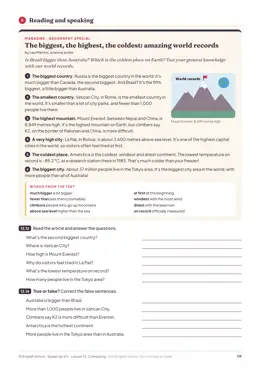 6 Reading and speaking
MAGAZINE · GEOGRAPHY SPECIAL
The biggest, the highest, the coldest: amazing world records
Is Brazil bigger than Australia? Which is the coldest place on Earth? Test your general knowledge
with our world records.
1 The biggest country. Russia is the biggest country in the world: it's
much bigger than Canada, the second biggest. And Brazil? It's the fifth
biggest, a little bigger than Australia.
2 The smallest country. Vatican City, in Rome, is the smallest country in
the world. It's smaller than a lot of city parks, and fewer than 1,000
people live there.
3 The highest mountain. Mount Everest, between Nepal and China, is
8,849 metres high. It's the highest mountain on Earth, but climbers say
K2, on the border of Pakistan and China, is more difficult.
4 A very high city. La Paz, in Bolivia, is about 3,600 metres above sea level. It's one of the highest capital
cities in the world, so visitors often feel tired at first.
5 The coldest place. Antarctica is the coldest, windiest and driest continent. The lowest temperature on
record is -89.2°C, at a research station there in 1983. That's much colder than your freezer!
6 The biggest city. About 37 million people live in the Tokyo area. It's the biggest city area in the world, with
more people than all of Australia!
World records
Mount Everest: 8,849 metres high.
WORDS FROM THE TEXT
much bigger a lot bigger
fewer than less than (countable)
climbers people who go up mountains
above sea level higher than the sea
at first at the beginning
windiest with the most wind
driest with the least rain
on record officially measured
Read the article and answer the questions.
What's the second biggest country?
Where is Vatican City?
How high is Mount Everest?
Why do visitors feel tired in La Paz?
What's the lowest temperature on record?
How many people live in the Tokyo area?
True or false? Correct the false sentences.
Australia is bigger than Brazil.
More than 1,000 people live in Vatican City.
Climbers say K2 is more difficult than Everest.
Antarctica is the hottest continent.
More people live in the Tokyo area than in Australia.